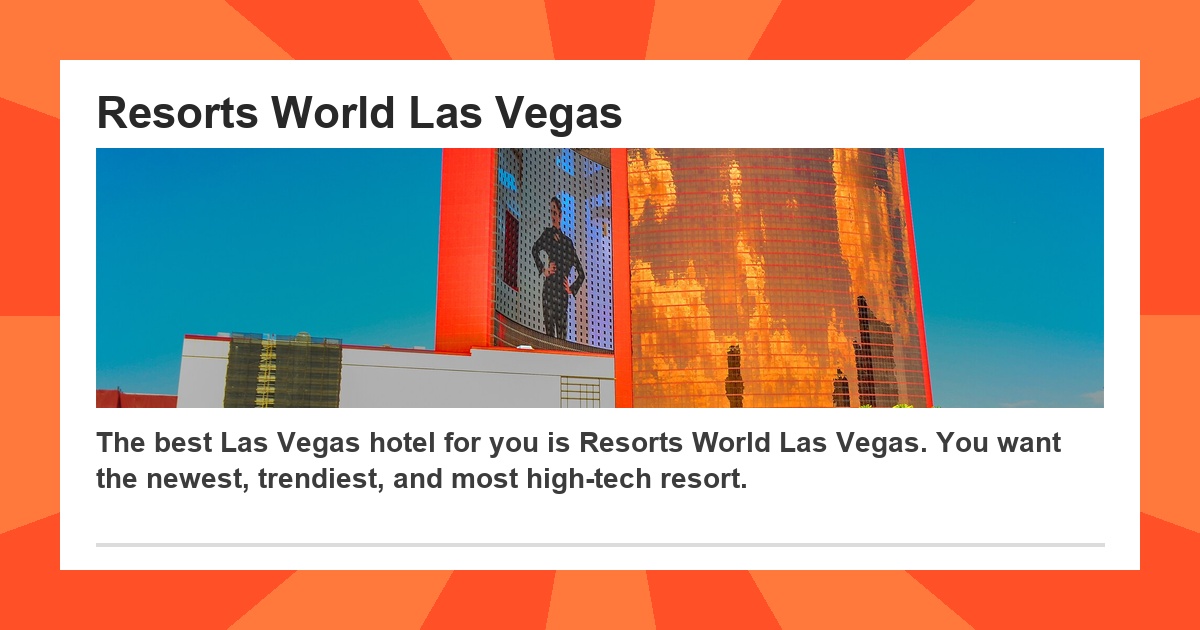 Resorts World Las Vegas
The best Las Vegas hotel for you is Resorts World Las Vegas. You want
the newest, trendiest, and most high-tech resort.